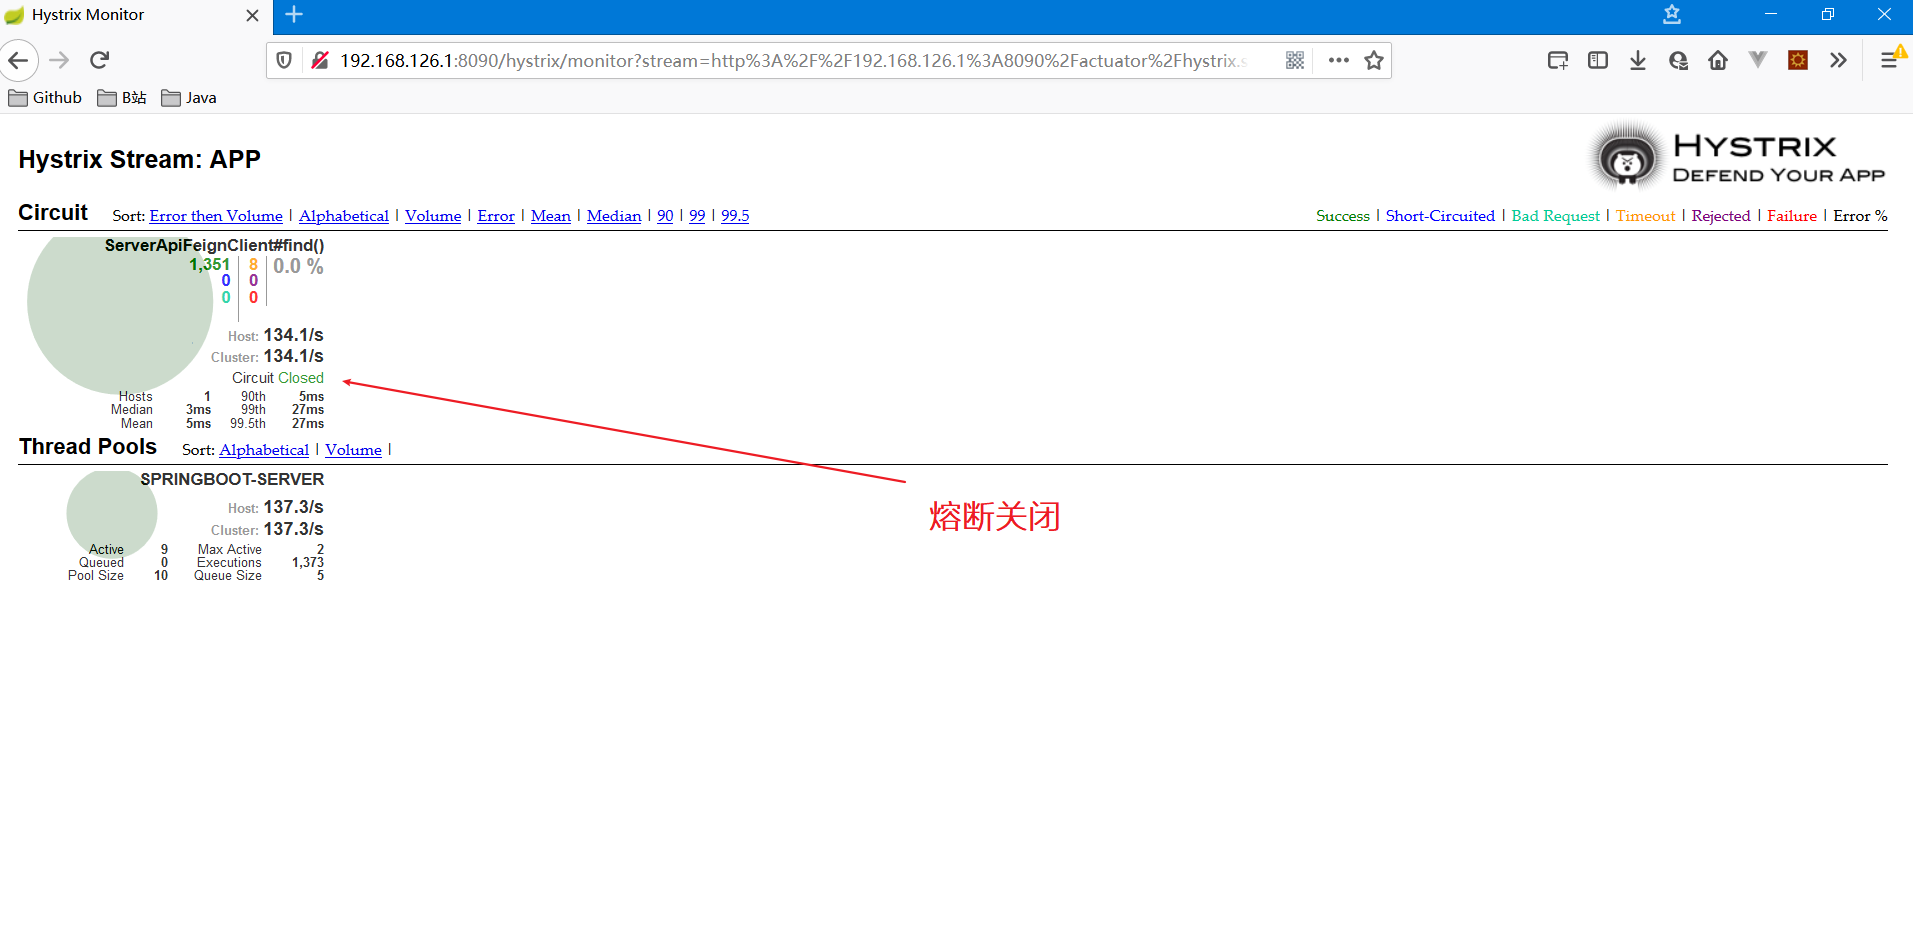 Hystrix Monitor
192.168.126.1:8090/hystrix/monitor?stream=http%3A%2F%2F192.168.126.1%3A8090%2Factuator%2Fhystrix.s
Github B站 Java
Hystrix Stream: APP
HYSTRIX
DEFEND YOUR APP
Circuit Sort: Error then Volume | Alphabetical | Volume | Error | Mean | Median | 90 | 99 | 99.5
Success | Short-Circuited | Bad Request | Timeout | Rejected | Failure | Error %
ServerApiFeignClient#find()
1,351 8 0.0 %
0 0
0 0
Host: 134.1/s
Cluster: 134.1/s
Circuit Closed
Hosts 1 90th 5ms
Median 3ms 99th 27ms
Mean 5ms 99.5th 27ms
Thread Pools Sort: Alphabetical | Volume |
SPRINGBOOT-SERVER
Host: 137.3/s
Cluster: 137.3/s
Active 9 Max Active 2
Queued 0 Executions 1,373
Pool Size 10 Queue Size 5
熔断关闭